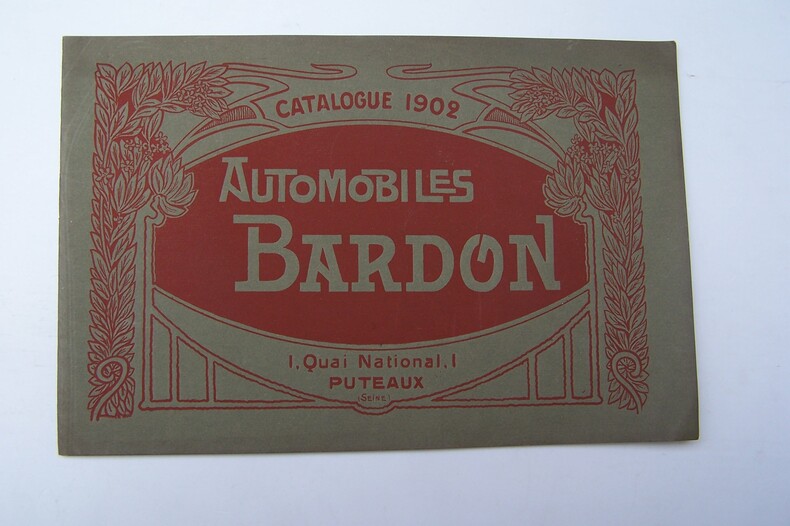 CATALOGUE 1902
AUTOMOBILES
BARDON
1, Quai National, 1
PUTEAUX
(SEINE)